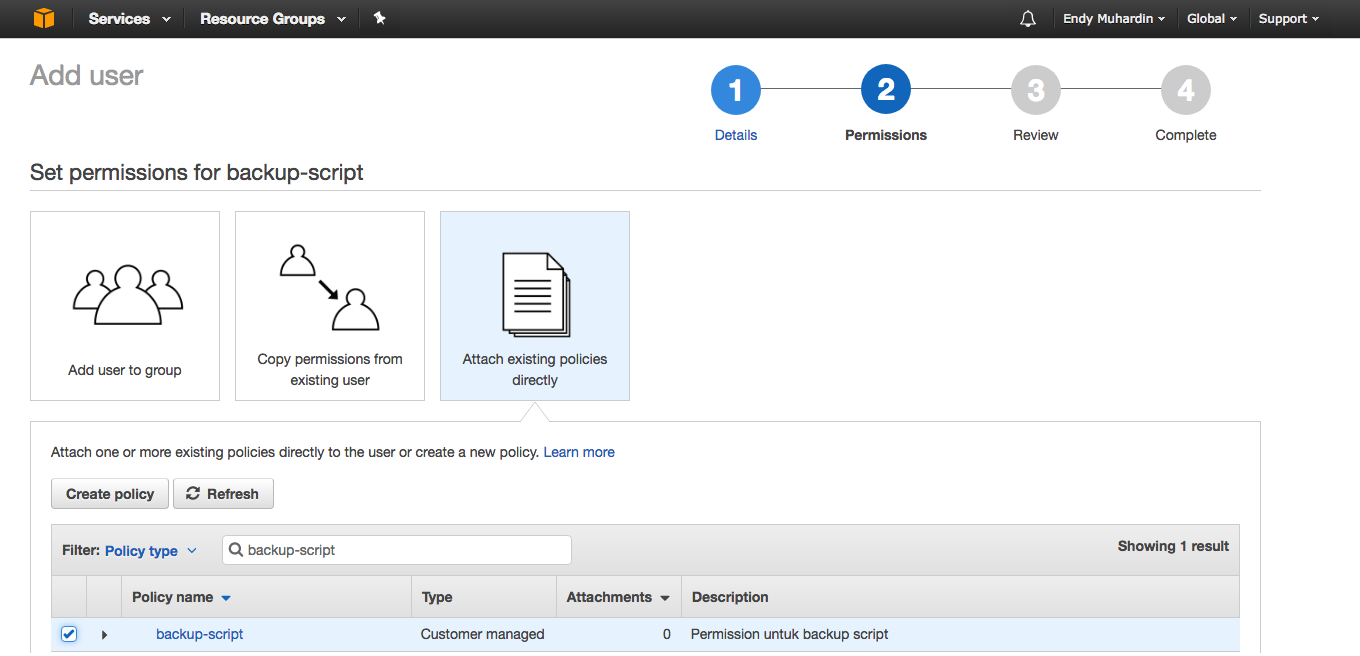 Services Resource Groups Endy Muhardin Global Support
Add user
1 2 3 4
Details Permissions Review Complete
Set permissions for backup-script
Add user to group
Copy permissions from
existing user
Attach existing policies
directly
Attach one or more existing policies directly to the user or create a new policy. Learn more
Create policy Refresh
Filter: Policy type backup-script Showing 1 result
Policy name Type Attachments Description
backup-script Customer managed 0 Permission untuk backup script